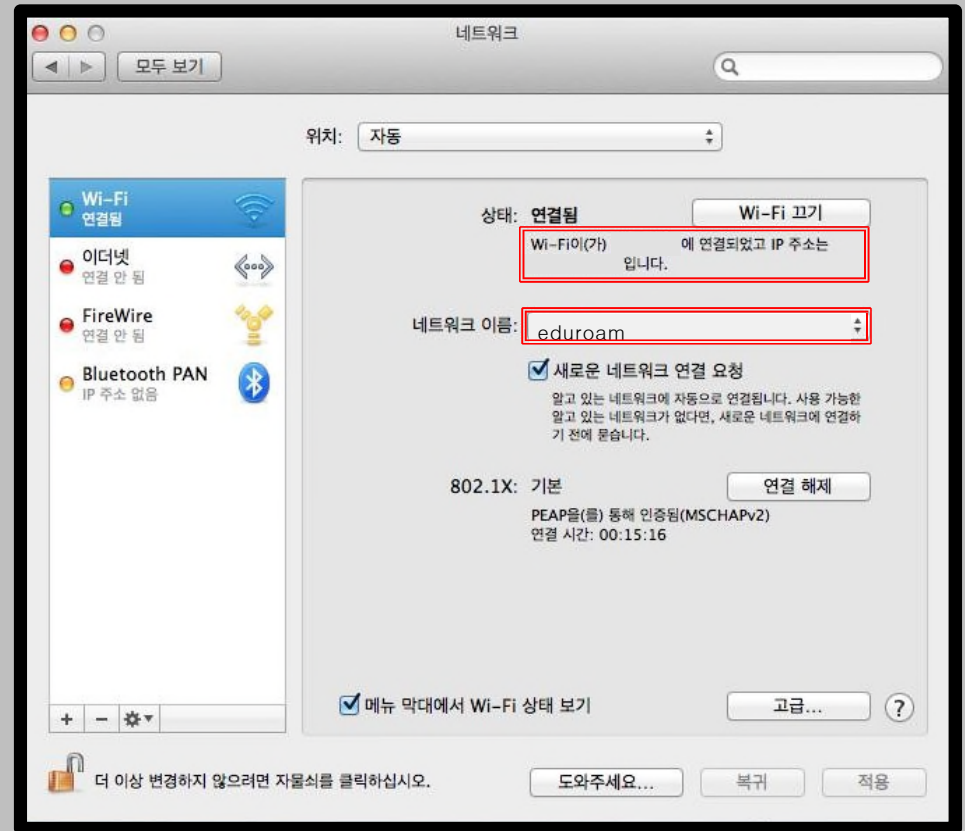 네트워크
모두 보기
위치: 자동
Wi-Fi
연결됨
이더넷
연결 안 됨
FireWire
연결 안 됨
Bluetooth PAN
IP 주소 없음
상태: 연결됨 Wi-Fi 끄기
Wi-Fi이(가) 에 연결되었고 IP 주소는
입니다.
네트워크 이름: eduroam
새로운 네트워크 연결 요청
알고 있는 네트워크에 자동으로 연결됩니다. 사용 가능한
알고 있는 네트워크가 없다면, 새로운 네트워크에 연결하
기 전에 묻습니다.
802.1X: 기본 연결 해제
PEAP을(를) 통해 인증됨(MSCHAPv2)
연결 시간: 00:15:16
메뉴 막대에서 Wi-Fi 상태 보기 고급... ?
더 이상 변경하지 않으려면 자물쇠를 클릭하십시오. 도와주세요... 복귀 적용